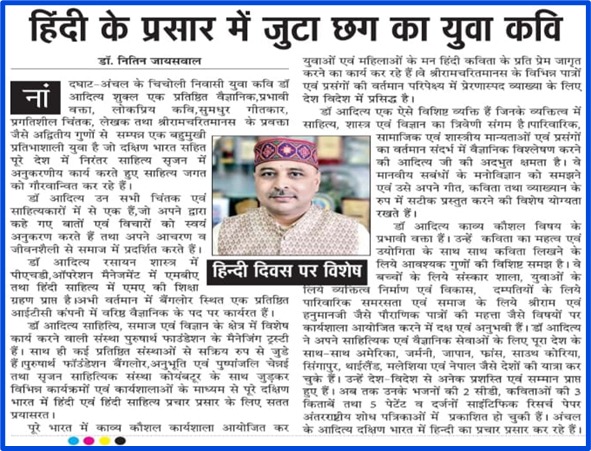 हिंदी के प्रसार में जुटा छग का युवा कवि
डॉ. नितिन जायसवाल
नांदघाट-अंचल के चिचोली निवासी युवा कवि डॉ
आदित्य शुक्ल एक प्रतिष्ठित वैज्ञानिक,प्रभावी
वक्ता, लोकप्रिय कवि,सुमधुर गीतकार,
प्रगतिशील चिंतक, लेखक तथा श्रीरामचरितमानस के प्रवक्ता
जैसे अद्वितीय गुणों से सम्पन्न एक बहुमुखी
प्रतिभाशाली युवा है जो दक्षिण भारत सहित
पूरे देश में निरंतर साहित्य सृजन में
अनुकरणीय कार्य करते हुए साहित्य जगत
को गौरवान्वित कर रहे हैं।
डॉ आदित्य उन सभी चिंतक एवं
साहित्यकारों में से एक हैं,जो अपने द्वारा
कहे गए बातों एवं विचारों को स्वयं
अनुकरण करते हैं तथा अपने आचरण व
जीवनशैली से समाज में प्रदर्शित करते हैं।
डॉ आदित्य रसायन शास्त्र में
पीएचडी,ऑपरेशन मैनेजमेंट में एमबीए
तथा हिंदी साहित्य में एमए की शिक्षा
ग्रहण प्राप्त है।अभी वर्तमान में बैंगलोर स्थित एक प्रतिष्ठित
आईटीसी कंपनी में वरिष्ठ वैज्ञानिक के पद पर कार्यरत हैं।
डॉ आदित्य साहित्यि, समाज एवं विज्ञान के क्षेत्र में विशेष
कार्य करने वाली संस्था पुरुषार्थ फाउंडेशन के मैनेजिंग ट्रस्टी
हैं। साथ ही कई प्रतिष्ठित संस्थाओं से सक्रिय रुप से जुडे
हैं।पुरुषार्थ फॉउंडेशन बैंगलोर,अनुभूति एवं पुष्पांजलि चेन्नई
तथा सृजन साहित्यिक संस्था कोयंबटूर के साथ जुड़कर
विभिन्न कार्यक्रमों एवं कार्यशालाओं के माध्यम से पूरे दक्षिण
भारत में हिंदी एवं हिंदी साहित्य प्रचार प्रसार के लिए सतत
प्रयासरत।
पूरे भारत में काव्य कौशल कार्यशाला आयोजित कर
युवाओं एवं महिलाओं के मन हिंदी कविता के प्रति प्रेम जागृत
करने का कार्य कर रहे हैं।वे श्रीरामचरितमानस के विभिन्न पात्रों
एवं प्रसंगों की वर्तमान परिपेक्ष्य में प्रेरणास्पद व्याख्या के लिए
देश विदेश में प्रसिद्ध है।
डॉ आदित्य एक ऐसे विशिष्ट व्यक्ति हैं जिनके व्यक्तित्व में
साहित्य, शास्त्र एवं विज्ञान का त्रिवेणी संगम है।पारिवारिक,
सामाजिक एवं शास्त्रीय मान्यताओं एवं प्रसंगों
का वर्तमान संदर्भ में वैज्ञानिक विश्लेषण करने
की आदित्य जी की अदभुत क्षमता है। वे
मानवीय सबंधों के मनोविज्ञान को समझने
एवं उसे अपने गीत, कविता तथा व्याख्यान के
रुप में सटीक प्रस्तुत करने की विशेष योग्यता
रखते हैं।
डॉ आदित्य काव्य कौशल विषय के
प्रभावी वक्ता हैं। उन्हें कविता का महत्व एवं
उपयोगिता के साथ साथ कविता लिखने के
लिये आवश्यक गुणों की विशिष्ट समझ है। वे
बच्चों के लिये संस्कार शाला, युवाओं के
लिये व्यक्तित्व निर्माण एवं विकास, दम्पतियों के लिये
पारिवारिक समरसता एवं समाज के लिये श्रीराम एवं
हनुमानजी जैसे पौराणिक पात्रों की महत्ता जैसे विषयों पर
कार्यशाला आयोजित करने में दक्ष एवं अनुभवी हैं। डॉ आदित्य
ने अपने साहित्यिक एवं वैज्ञानिक सेवाओं के लिए पूरा देश के
साथ-साथ अमेरिका, जर्मनी, जापान, फ्रांस, साउथ कोरिया,
सिंगापुर, थाईलैंड, मलेशिया एवं नेपाल जैसे देशों की यात्रा कर
चुके हैं। उन्हें देश-विदेश से अनेक प्रशस्ति एवं सम्मान प्राप्त
हुए हैं। अब तक उनके भजनों की 2 सीडी, कविताओं की 3
किताबें तथा 5 पेटेंट व दर्जनों साइंटिफिक रिसर्च पेपर
अंतरराष्ट्रीय शोध पत्रिकाओं में प्रकाशित हो चुकी हैं। अंचल
के आदित्य दक्षिण भारत में हिन्दी का प्रचार प्रसार कर रहे हैं।
हिन्दी दिवस पर विशेष